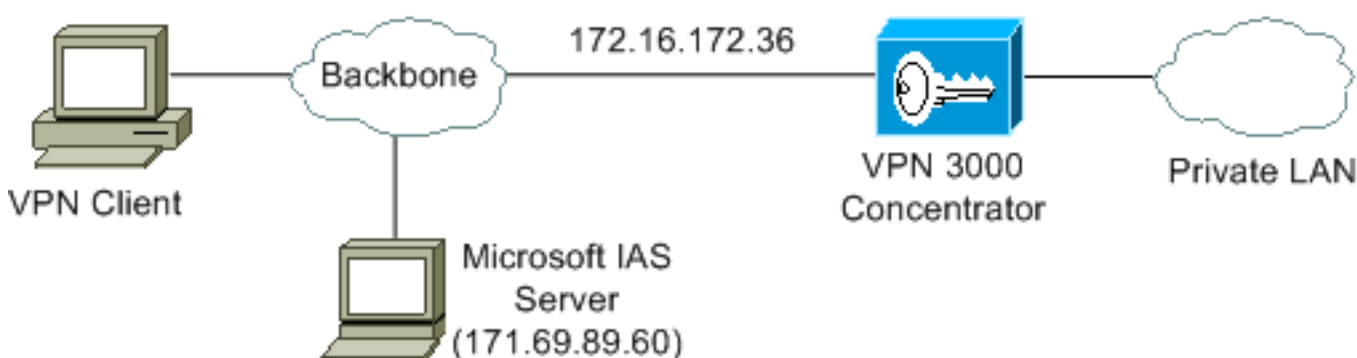 172.16.172.36
Backbone
VPN Client
VPN 3000
Concentrator
Private LAN
Microsoft IAS
Server
(171.69.89.60)